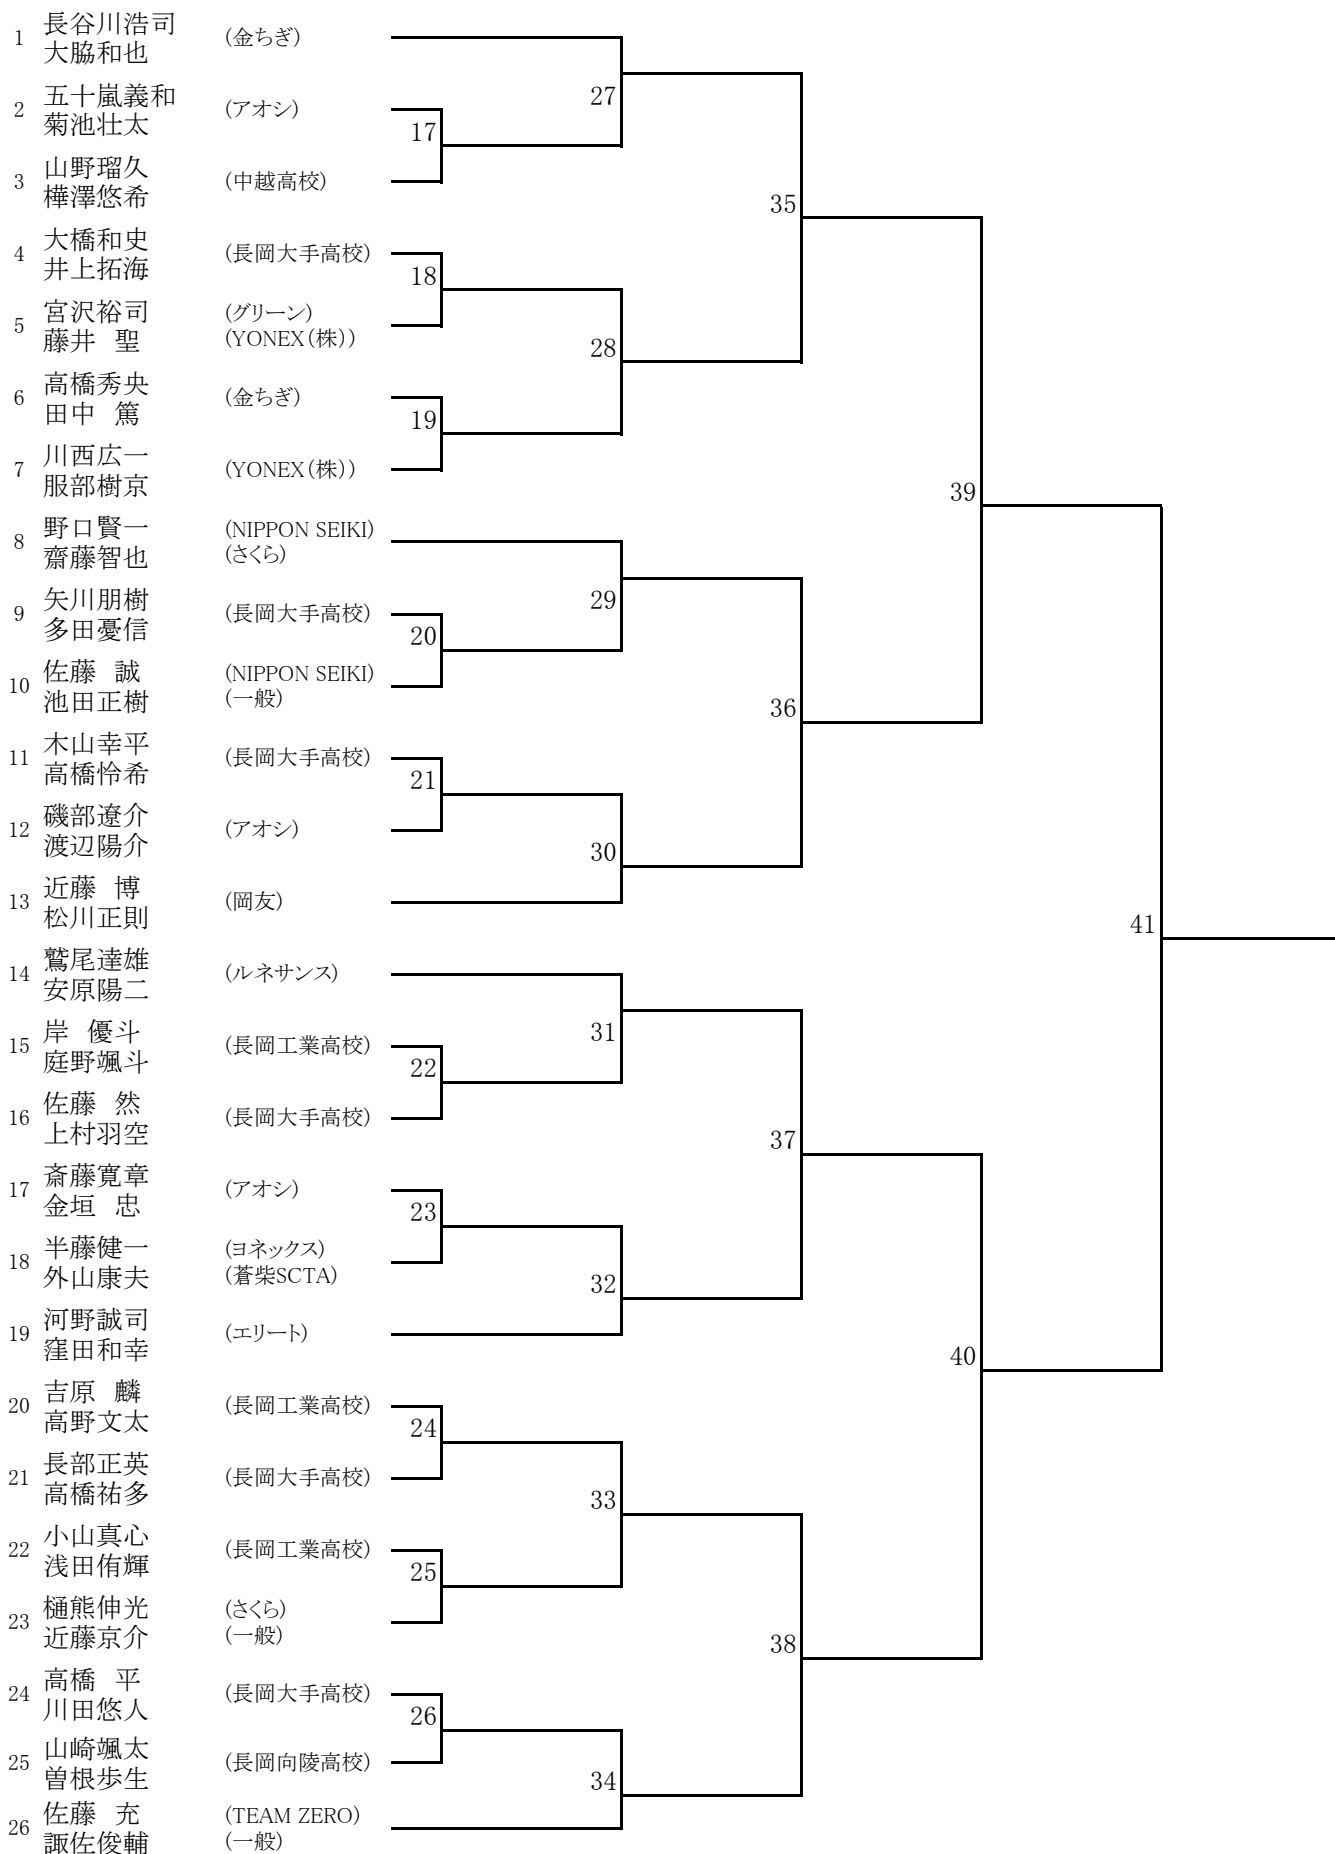 1 長谷川浩司 (金ちぎ)
大脇和也
27
2 五十嵐義和 (アオシ)
菊池壮太
17
3 山野瑠久 (中越高校)
樺澤悠希
35
4 大橋和史 (長岡大手高校)
井上拓海
18
5 宮沢裕司 (グリーン)
藤井 聖 (YONEX(株))
28
6 高橋秀央 (金ちぎ)
田中 篤
19
7 川西広一 (YONEX(株))
服部樹京
39
8 野口賢一 (NIPPON SEIKI)
齋藤智也 (さくら)
29
9 矢川朋樹 (長岡大手高校)
多田憂信
20
10 佐藤 誠 (NIPPON SEIKI)
池田正樹 (一般)
36
11 木山幸平 (長岡大手高校)
高橋怜希
21
12 磯部遼介 (アオシ)
渡辺陽介
30
13 近藤 博 (岡友)
松川正則
41
14 鷲尾達雄 (ルネサンス)
安原陽二
31
15 岸 優斗 (長岡工業高校)
庭野颯斗
22
16 佐藤 然 (長岡大手高校)
上村羽空
37
17 斎藤寛章 (アオシ)
金垣 忠
23
18 半藤健一 (ヨネックス)
外山康夫 (蒼柴SCTA)
32
19 河野誠司 (エリート)
窪田和幸
40
20 吉原 麟 (長岡工業高校)
高野文太
24
21 長部正英 (長岡大手高校)
高橋祐多
33
22 小山真心 (長岡工業高校)
浅田侑輝
25
23 樋熊伸光 (さくら)
近藤京介 (一般)
38
24 高橋 平 (長岡大手高校)
川田悠人
26
25 山崎颯太 (長岡向陵高校)
曽根歩生
34
26 佐藤 充 (TEAM ZERO)
諏佐俊輔 (一般)